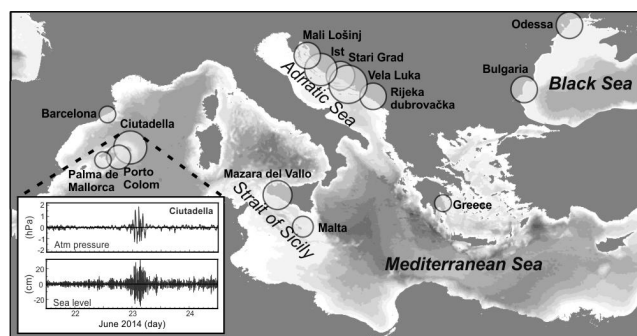 Odessa
Mali Lošinj
Ist
Stari Grad
Vela Luka
Rijeka
dubrovačka
Adriatic Sea
Bulgaria
Black Sea
Barcelona
Ciutadella
Palma de
Mallorca
Porto
Colom
Mazara del Vallo
Strait of Sicily
Malta
Greece
Mediterranean Sea
Ciutadella
(hPa)
2
1
0
-1
-2
Atm pressure
(cm)
20
0
-20
Sea level
22
23
24
June 2014 (day)